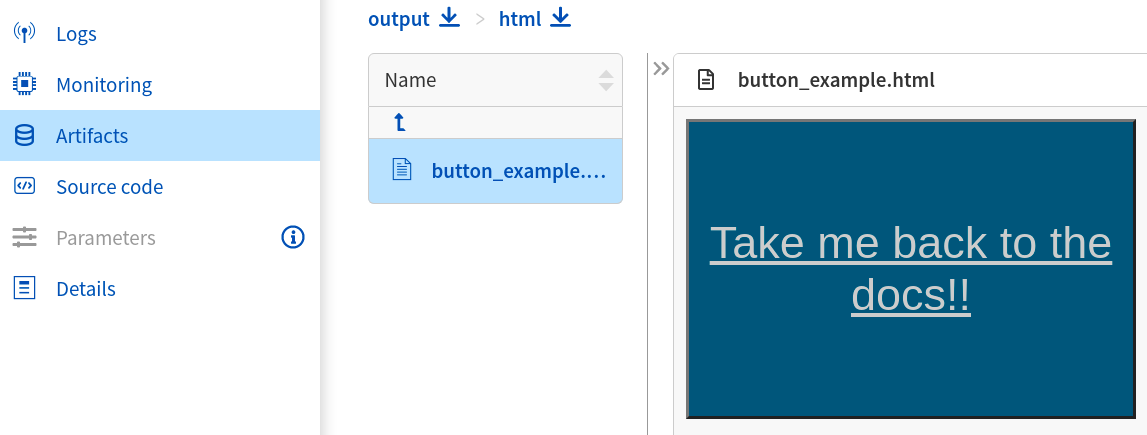 Logs
Monitoring
Artifacts
Source code
Parameters
Details
output > html
Name
button_example....
button_example.html
Take me back to the
docs!!